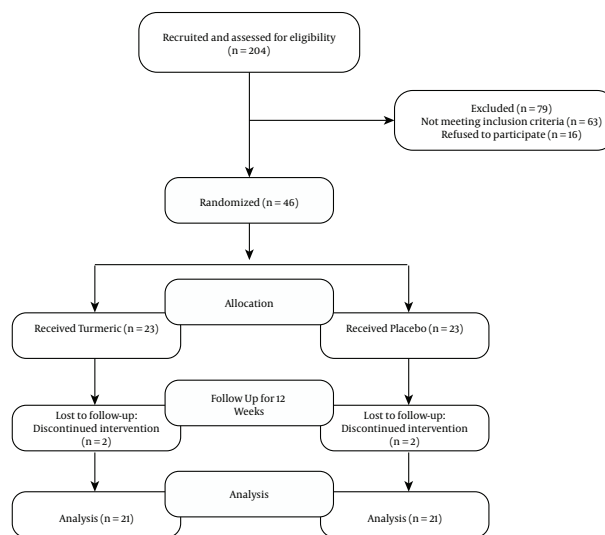 Recruited and assessed for eligibility
(n = 204)
Excluded (n = 79)
Not meeting inclusion criteria (n = 63)
Refused to participate (n = 16)
Randomized (n = 46)
Allocation
Received Turmeric (n = 23)
Received Placebo (n = 23)
Follow Up for 12
Weeks
Lost to follow-up:
Discontinued intervention
(n = 2)
Lost to follow-up:
Discontinued intervention
(n = 2)
Analysis
Analysis (n = 21)
Analysis (n = 21)